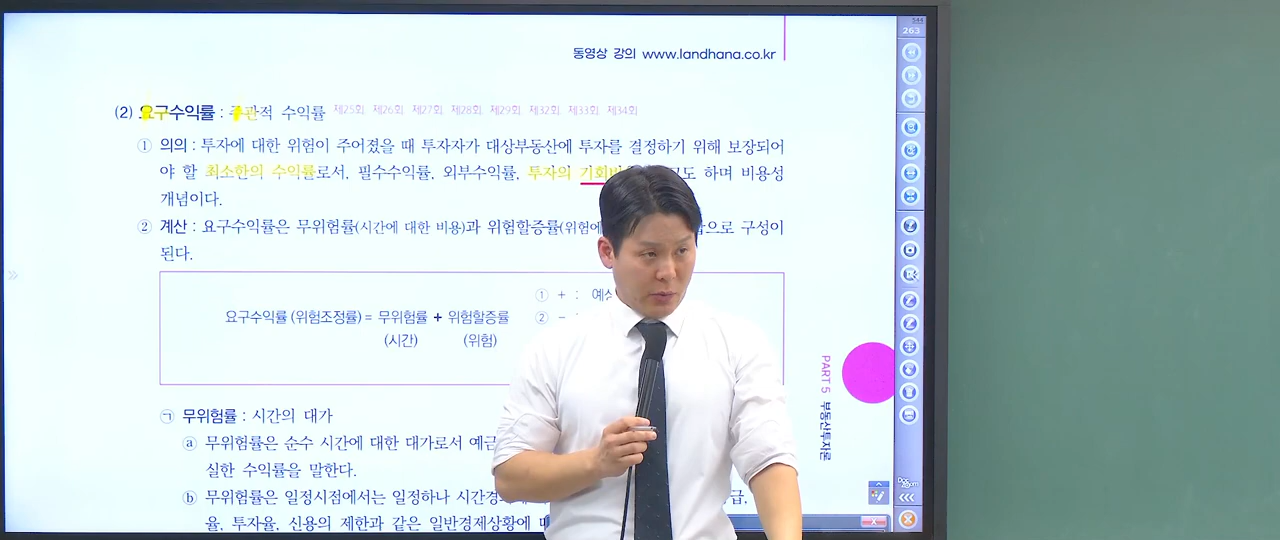 544
263
동영상 강의 www.landhana.co.kr
(2) 요구수익률 : 주관적 수익률 제25회 제26회 제27회 제28회 제29회 제32회 제33회 제34회
① 의의 : 투자에 대한 위험이 주어졌을 때 투자자가 대상부동산에 투자를 결정하기 위해 보장되어
야 할 최소한의 수익률로서, 필수수익률, 외부수익률, 투자의 기회비 하며 비용성
개념이다.
② 계산 : 요구수익률은 무위험률(시간에 대한 비용)과 위험할증률(위험에 으로 구성이
된다.
① + : 예상
요구수익률 (위험조정률) = 무위험률 + 위험할증률 ② −
(시간) (위험)
PART 5 부동산투자론
㉠ 무위험률 : 시간의 대가
ⓐ 무위험률은 순수 시간에 대한 대가로서 예금
실한 수익률을 말한다.
ⓑ 무위험률은 일정시점에서는 일정하나 시간경 급,
율, 투자율, 신용의 제한과 같은 일반경제상황에